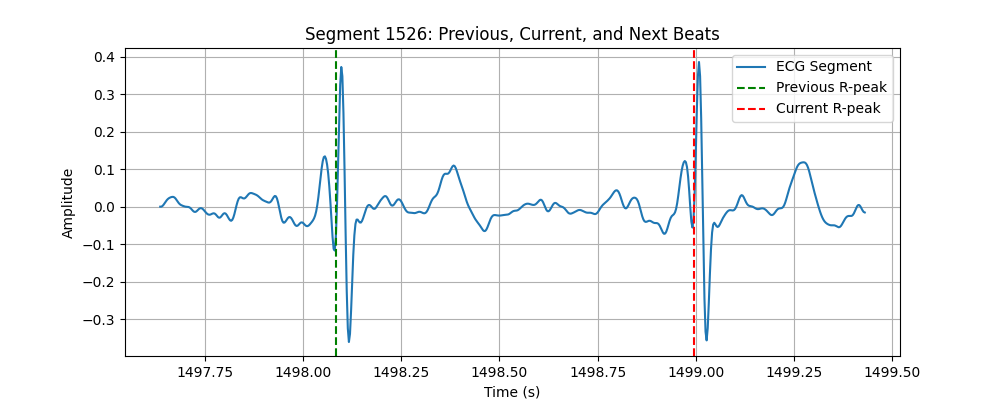 Segment 1526: Previous, Current, and Next Beats
ECG Segment
Previous R-peak
Current R-peak
Amplitude
0.4
0.3
0.2
0.1
0.0
−0.1
−0.2
−0.3
1497.75 1498.00 1498.25 1498.50 1498.75 1499.00 1499.25 1499.50
Time (s)